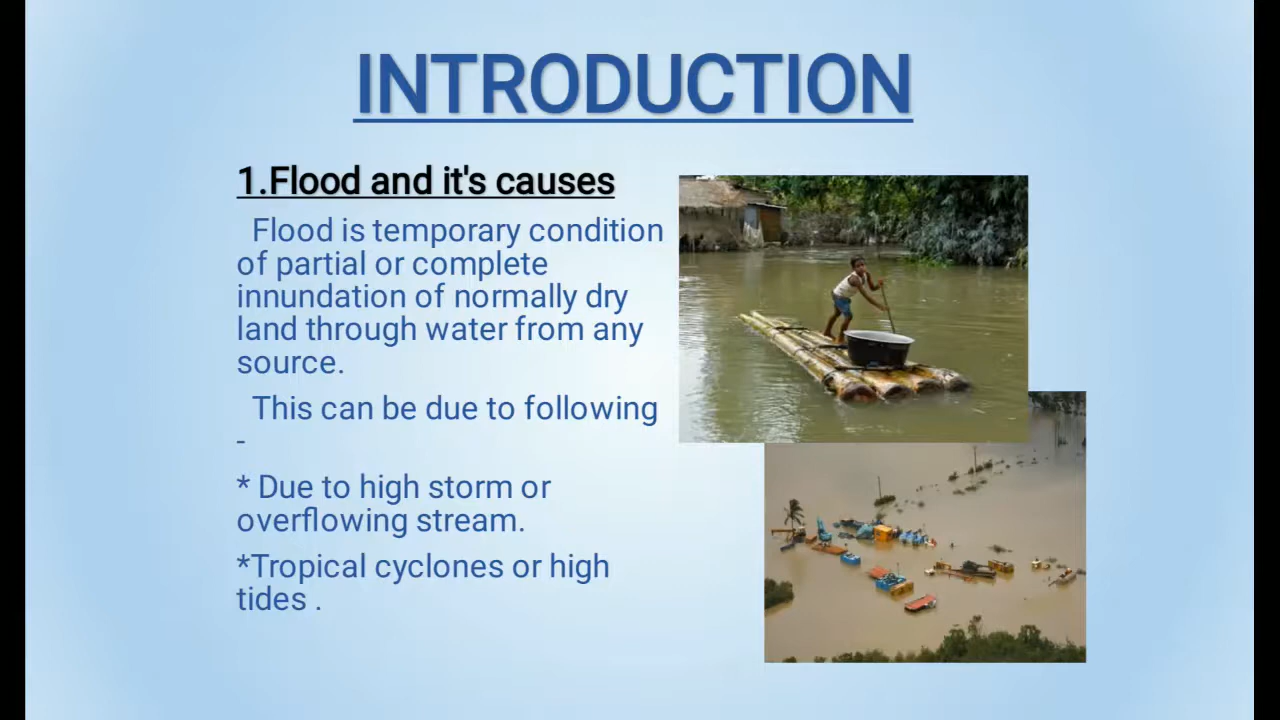 INTRODUCTION
1.Flood and it's causes
Flood is temporary condition
of partial or complete
innundation of normally dry
land through water from any
source.
This can be due to following
-
* Due to high storm or
overflowing stream.
*Tropical cyclones or high
tides .